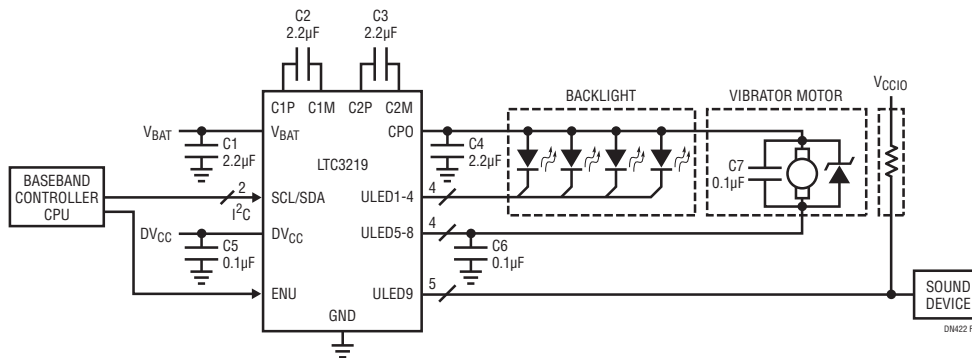 C2
2.2µF
C3
2.2µF
C1P C1M C2P C2M
VBAT
VBAT
CPO
C1
2.2µF
LTC3219
C4
2.2µF
BACKLIGHT
VIBRATOR MOTOR
VCCIO
C7
0.1µF
BASEBAND
CONTROLLER
CPU
2
I2C
SCL/SDA
ULED1-4
4
DVCC
DVCC
ULED5-8
4
C5
0.1µF
C6
0.1µF
ENU
ULED9
5
GND
SOUND
DEVICE
DN422 F